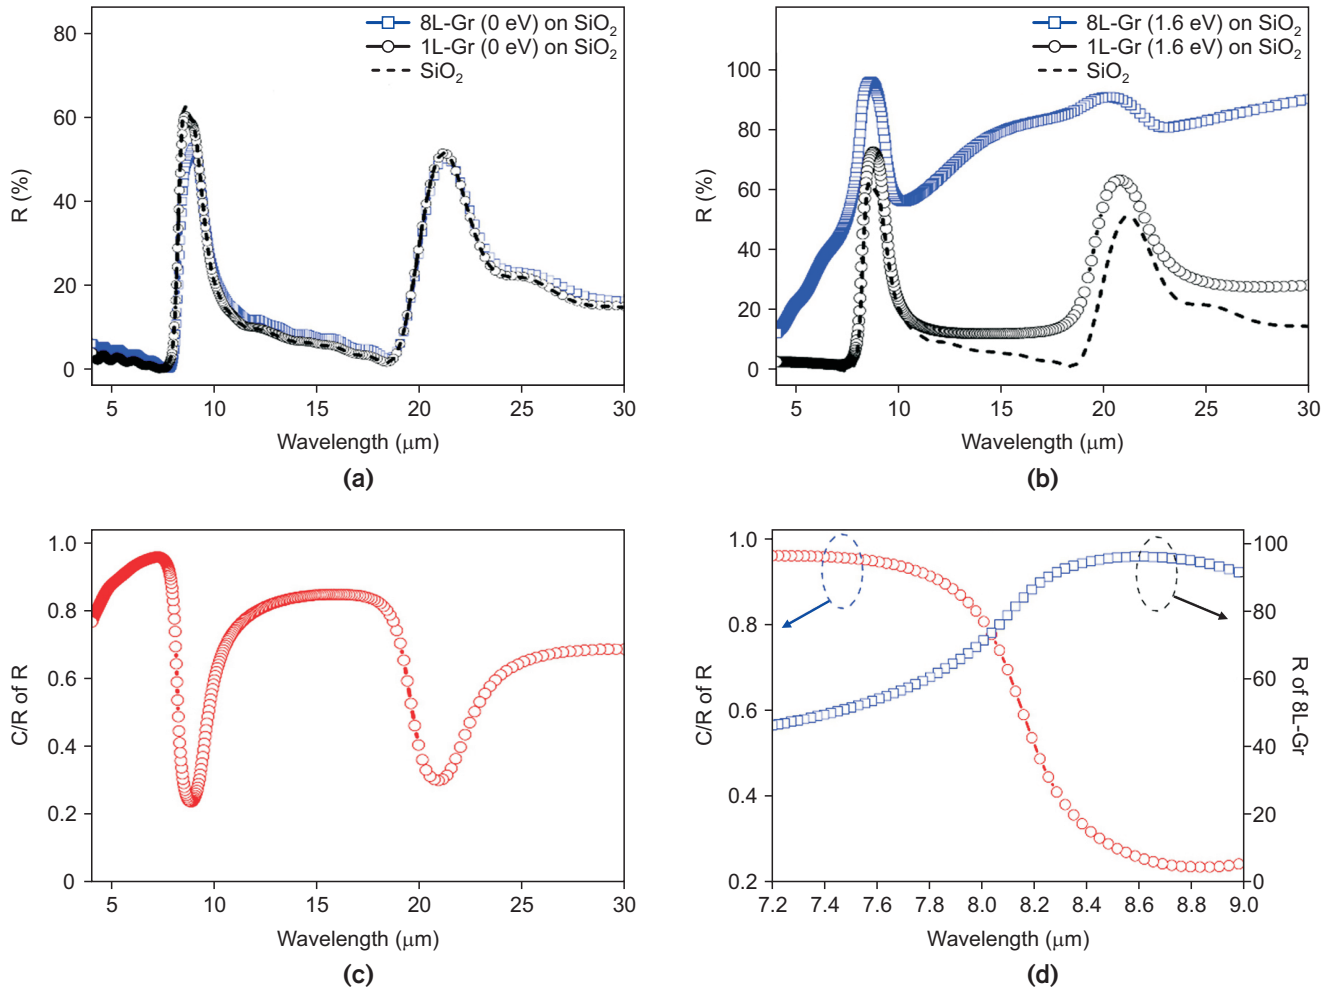 8L-Gr (0 eV) on SiO₂
1L-Gr (0 eV) on SiO₂
SiO₂
80
60
40
20
0
R (%)
5 10 15 20 25 30
Wavelength (μm)
(a)
8L-Gr (1.6 eV) on SiO₂
1L-Gr (1.6 eV) on SiO₂
SiO₂
100
80
60
40
20
0
R (%)
5 10 15 20 25 30
Wavelength (μm)
(b)
1.0
0.8
0.6
0.4
0.2
0
C/R of R
5 10 15 20 25 30
Wavelength (μm)
(c)
1.0
0.8
0.6
0.4
0.2
C/R of R
100
80
60
40
20
0
R of 8L-Gr
7.2 7.4 7.6 7.8 8.0 8.2 8.4 8.6 8.8 9.0
Wavelength (μm)
(d)